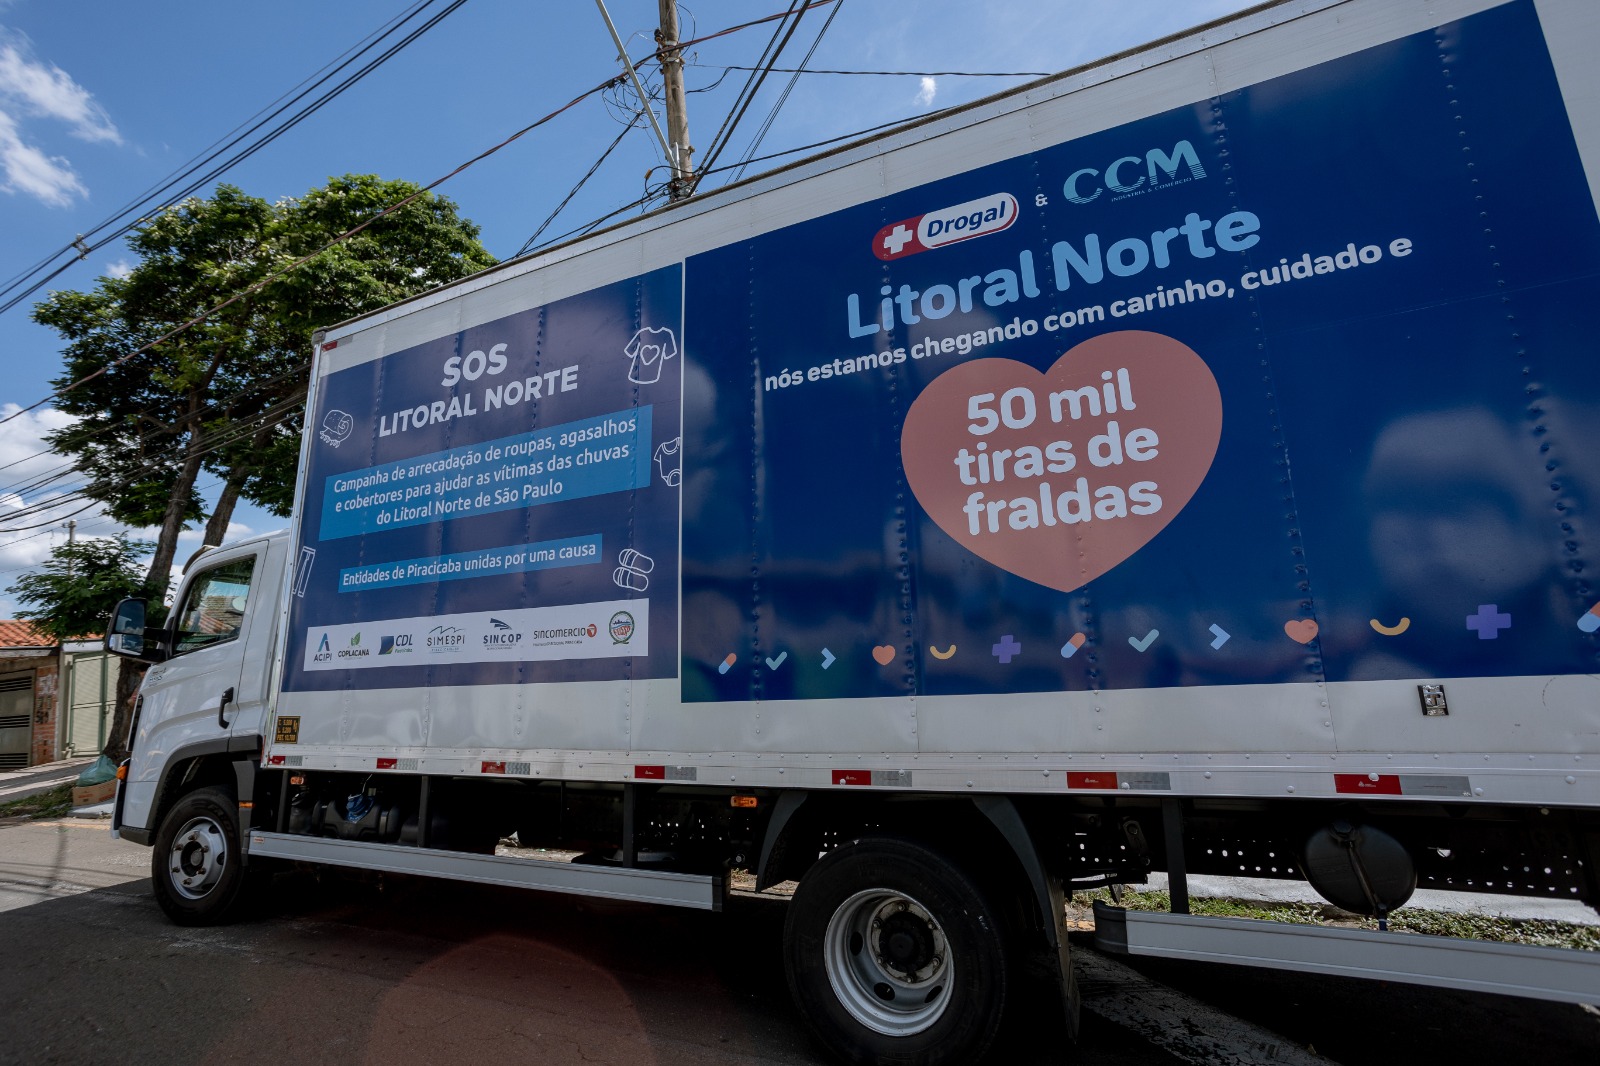 SOS
LITORAL NORTE
Campanha de arrecadação de roupas, agasalhos
e cobertores para ajudar as vítimas das chuvas
do Litoral Norte de São Paulo
Entidades de Piracicaba unidas por uma causa
ACIPI
COPLACANA
CDL
SIMESPI
SINCOP
SINCOMERCIO
Drogal
&
CCM
INDÚSTRIA & COMÉRCIO
Litoral Norte
nós estamos chegando com carinho, cuidado e
50 mil
tiras de
fraldas